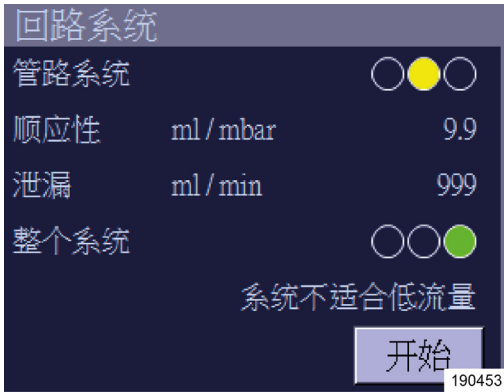 回路系统
管路系统
顺应性 ml/mbar 9.9
泄漏 ml/min 999
整个系统
系统不适合低流量
开始
190453